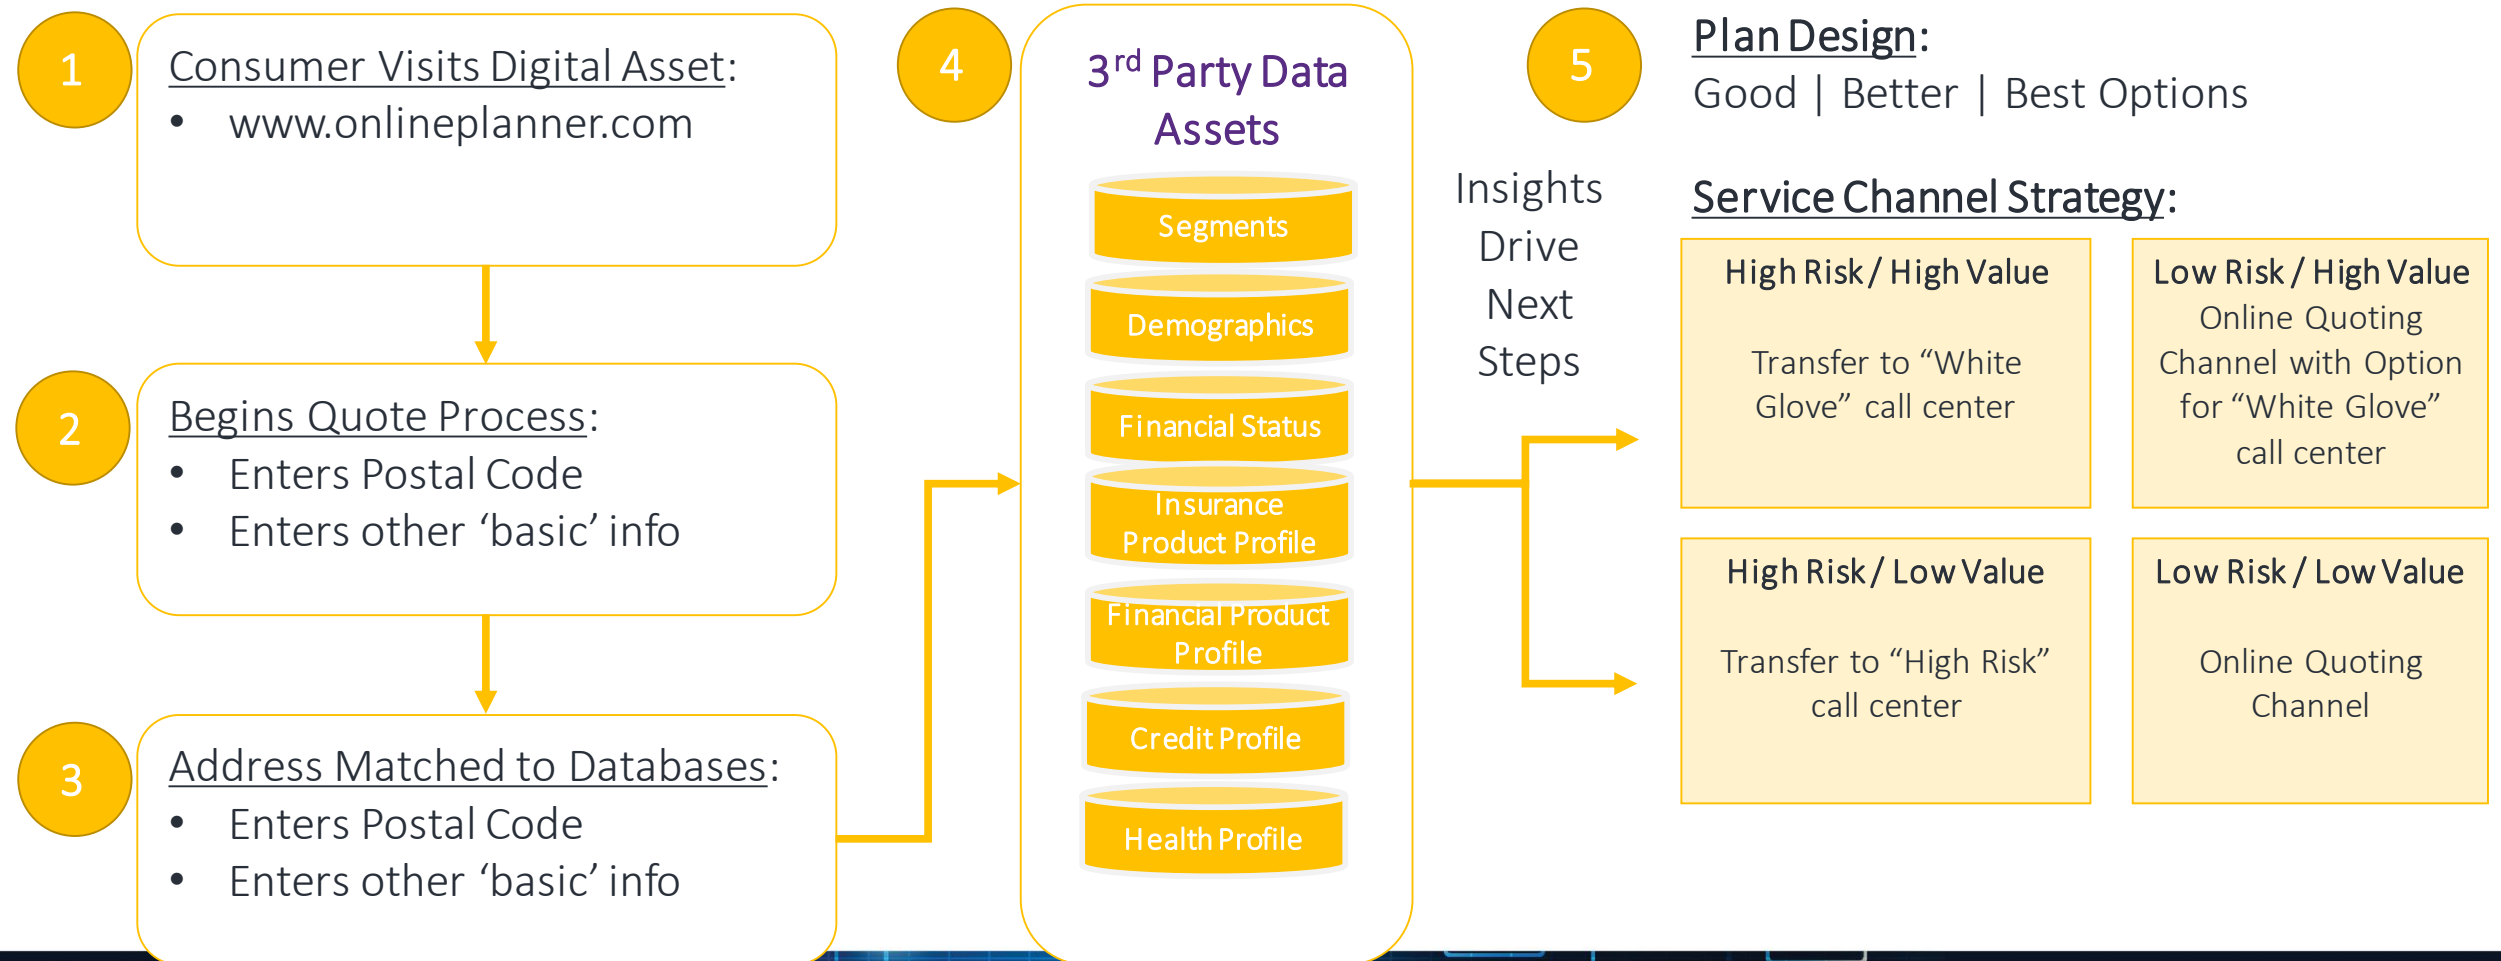 1
Consumer Visits Digital Asset:
• www.onlineplanner.com
2
Begins Quote Process:
• Enters Postal Code
• Enters other ‘basic’ info
3
Address Matched to Databases:
• Enters Postal Code
• Enters other ‘basic’ info
4
3rd Party Data
Assets
Segments
Demographics
Financial Status
Insurance
Product Profile
Financial Product
Profile
Credit Profile
Health Profile
Insights
Drive
Next
Steps
5
Plan Design:
Good | Better | Best Options
Service Channel Strategy:
High Risk / High Value
Transfer to “White
Glove” call center
Low Risk / High Value
Online Quoting
Channel with Option
for “White Glove”
call center
High Risk / Low Value
Transfer to “High Risk”
call center
Low Risk / Low Value
Online Quoting
Channel